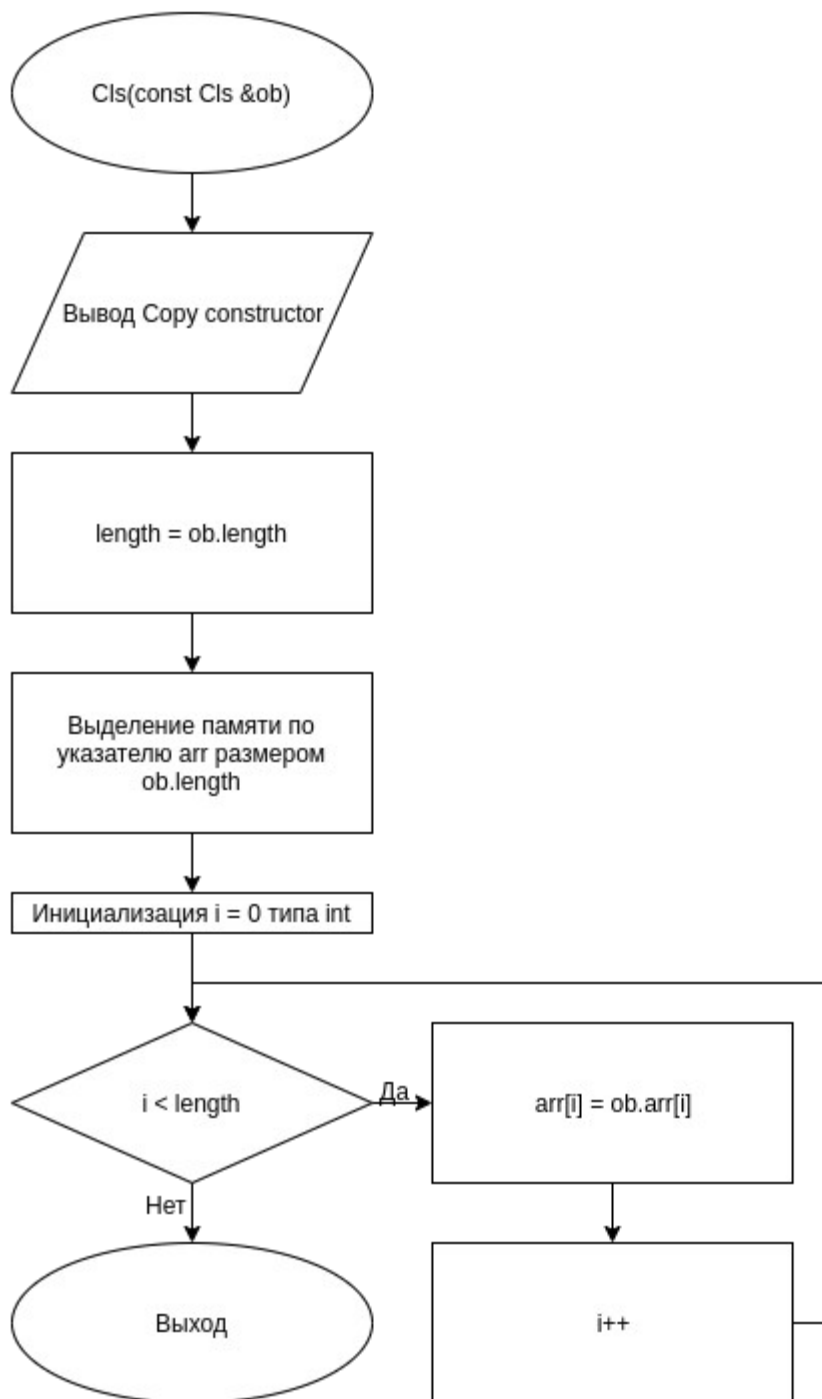 Cls(const Cls &ob)
Вывод Copy constructor
length = ob.length
Выделение памяти по
указателю arr размером
ob.length
Инициализация i = 0 типа int
i < length
Да
arr[i] = ob.arr[i]
Нет
Выход
i++